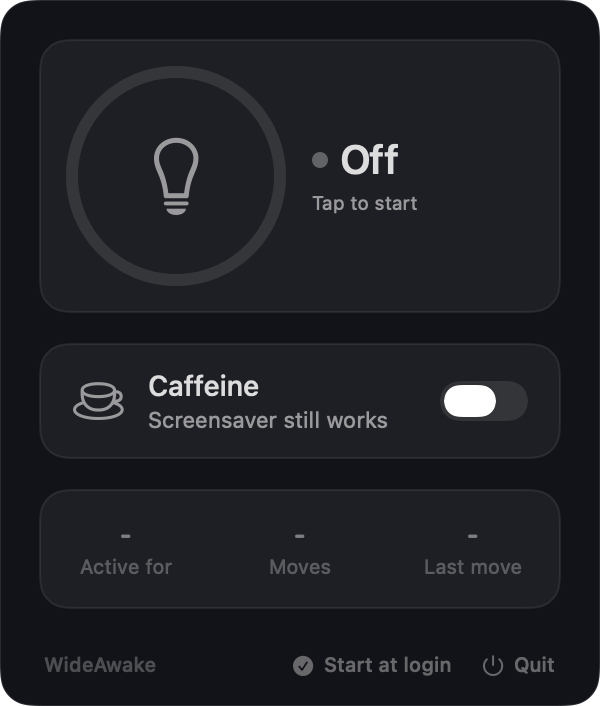 Off
Tap to start
Caffeine
Screensaver still works
- - -
Active for Moves Last move
WideAwake Start at login Quit